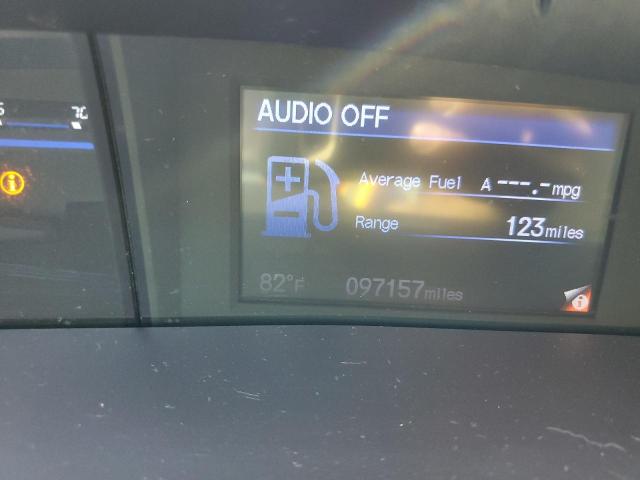 AUDIO OFF
Average Fuel A ---.- mpg
Range 123 miles
82°F 097157 miles